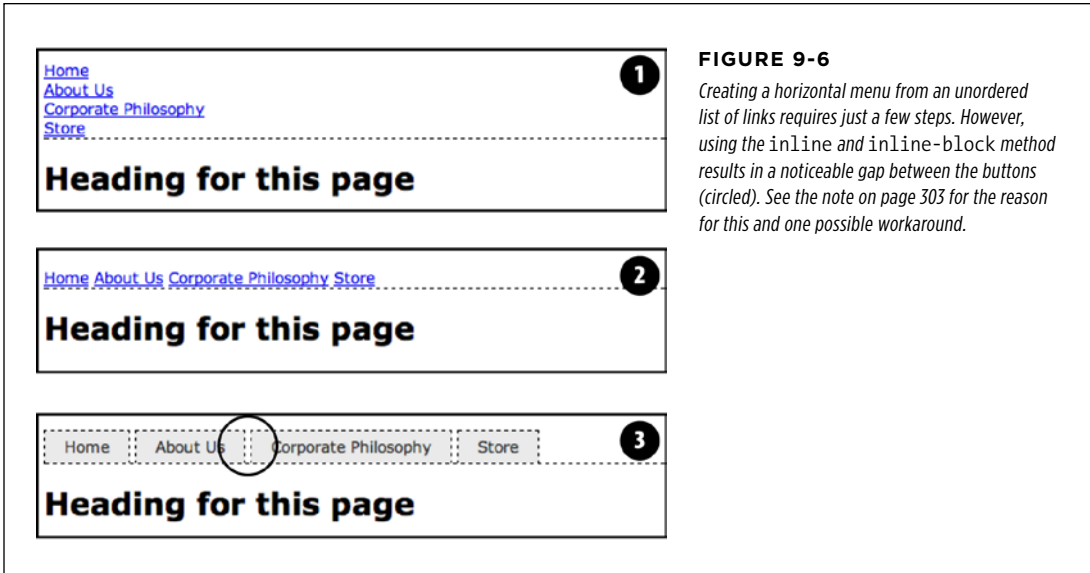 Home
About Us
Corporate Philosophy
Store
1
Heading for this page
Home About Us Corporate Philosophy Store
2
Heading for this page
Home About Us Corporate Philosophy Store
3
Heading for this page
FIGURE 9-6
Creating a horizontal menu from an unordered
list of links requires just a few steps. However,
using the inline and inline-block method
results in a noticeable gap between the buttons
(circled). See the note on page 303 for the reason
for this and one possible workaround.